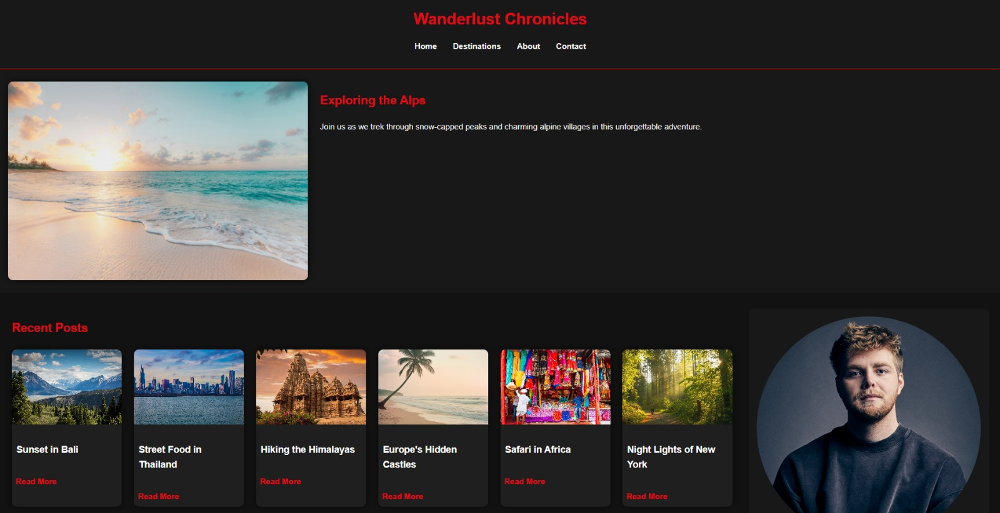 Wanderlust Chronicles
Home Destinations About Contact
Exploring the Alps
Join us as we trek through snow-capped peaks and charming alpine villages in this unforgettable adventure.
Recent Posts
Sunset in Bali
Read More
Street Food in
Thailand
Read More
Hiking the Himalayas
Read More
Europe's Hidden
Castles
Read More
Safari in Africa
Read More
Night Lights of New
York
Read More